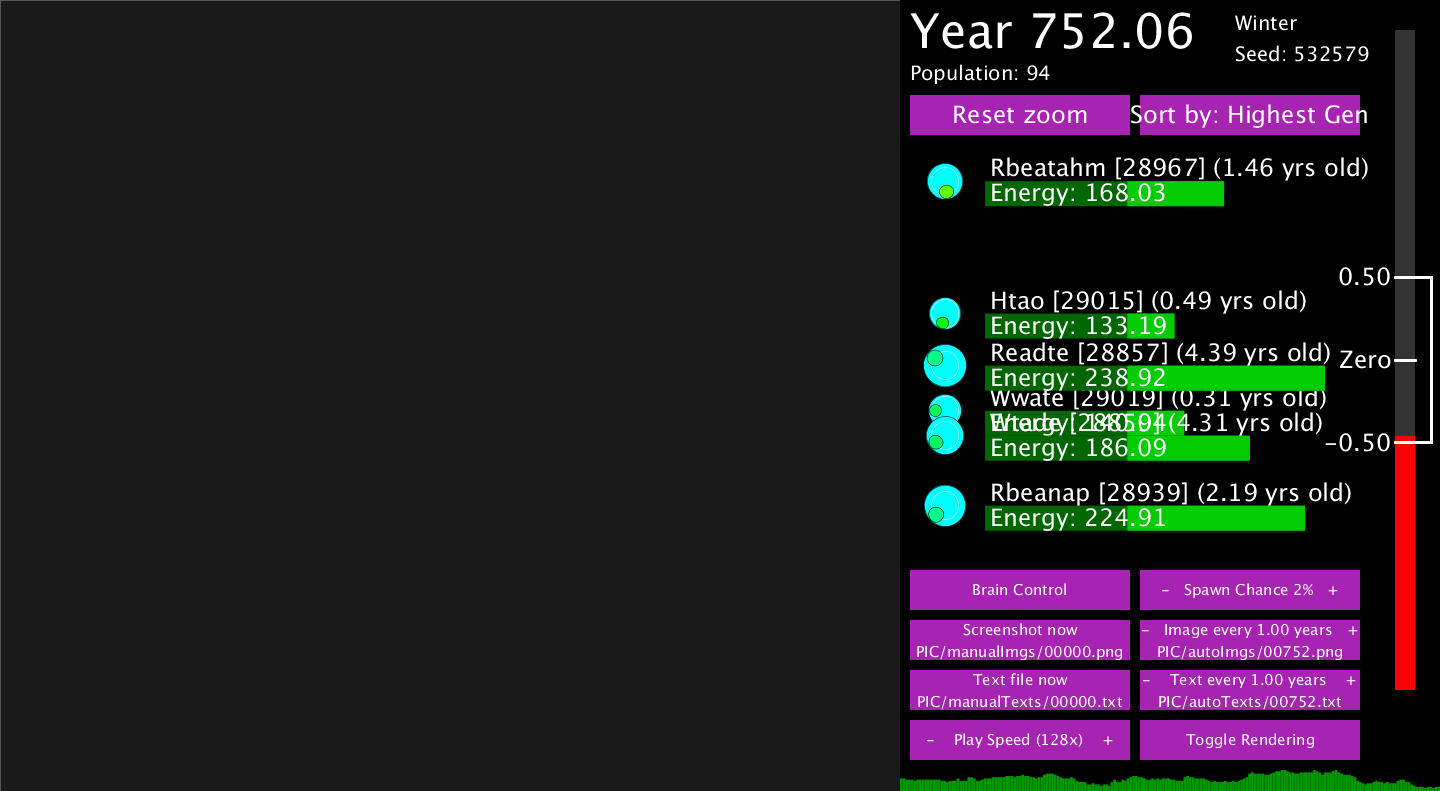 Year 752.06
Winter
Seed: 532579
Population: 94
Reset zoom
Sort by: Highest Gen
Rbeatahm [28967] (1.46 yrs old)
Energy: 168.03
0.50
Htao [29015] (0.49 yrs old)
Energy: 133.19
Readte [28857] (4.39 yrs old)
Zero
Energy: 238.92
Wwate [29019] (0.31 yrs old)
(4.31 yrs old)
-0.50
Energy: 186.09
Rbeanap [28939] (2.19 yrs old)
Energy: 224.91
Brain Control
- Spawn Chance 2% +
Screenshot now
PIC/manualImgs/00000.png
- Image every 1.00 years +
PIC/autoImgs/00752.png
Text file now
PIC/manualTexts/00000.txt
- Text every 1.00 years +
PIC/autoTexts/00752.txt
- Play Speed (128x) +
Toggle Rendering